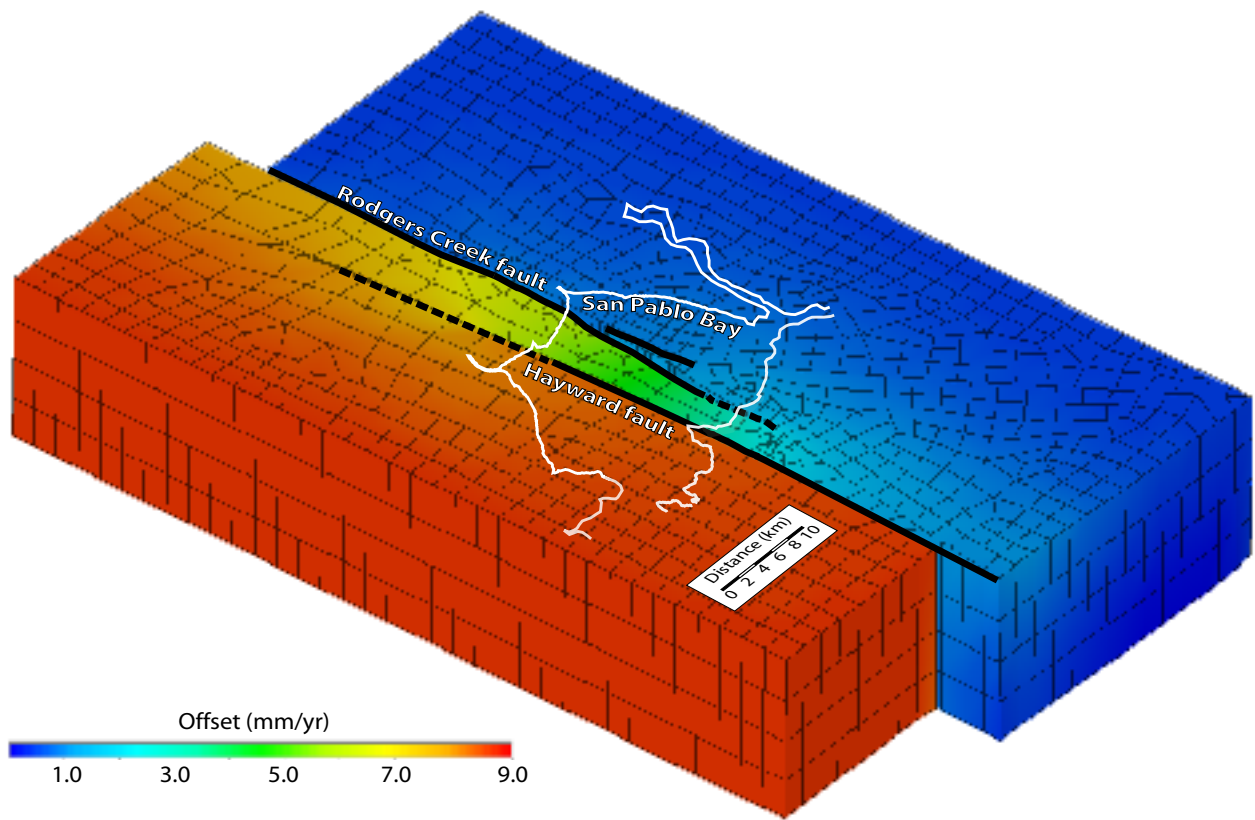 Rodgers Creek fault
San Pablo Bay
Hayward fault
Distance (km)
0 2 4 6 8 10
Offset (mm/yr)
1.0 3.0 5.0 7.0 9.0